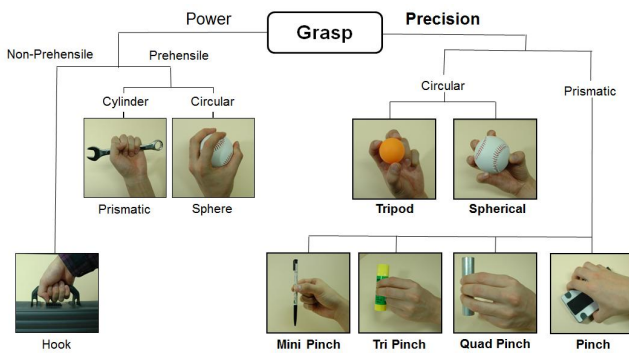 Power
Grasp
Precision
Non-Prehensile
Prehensile
Cylinder
Circular
Prismatic
Sphere
Hook
Circular
Prismatic
Tripod
Spherical
Mini Pinch
Tri Pinch
Quad Pinch
Pinch